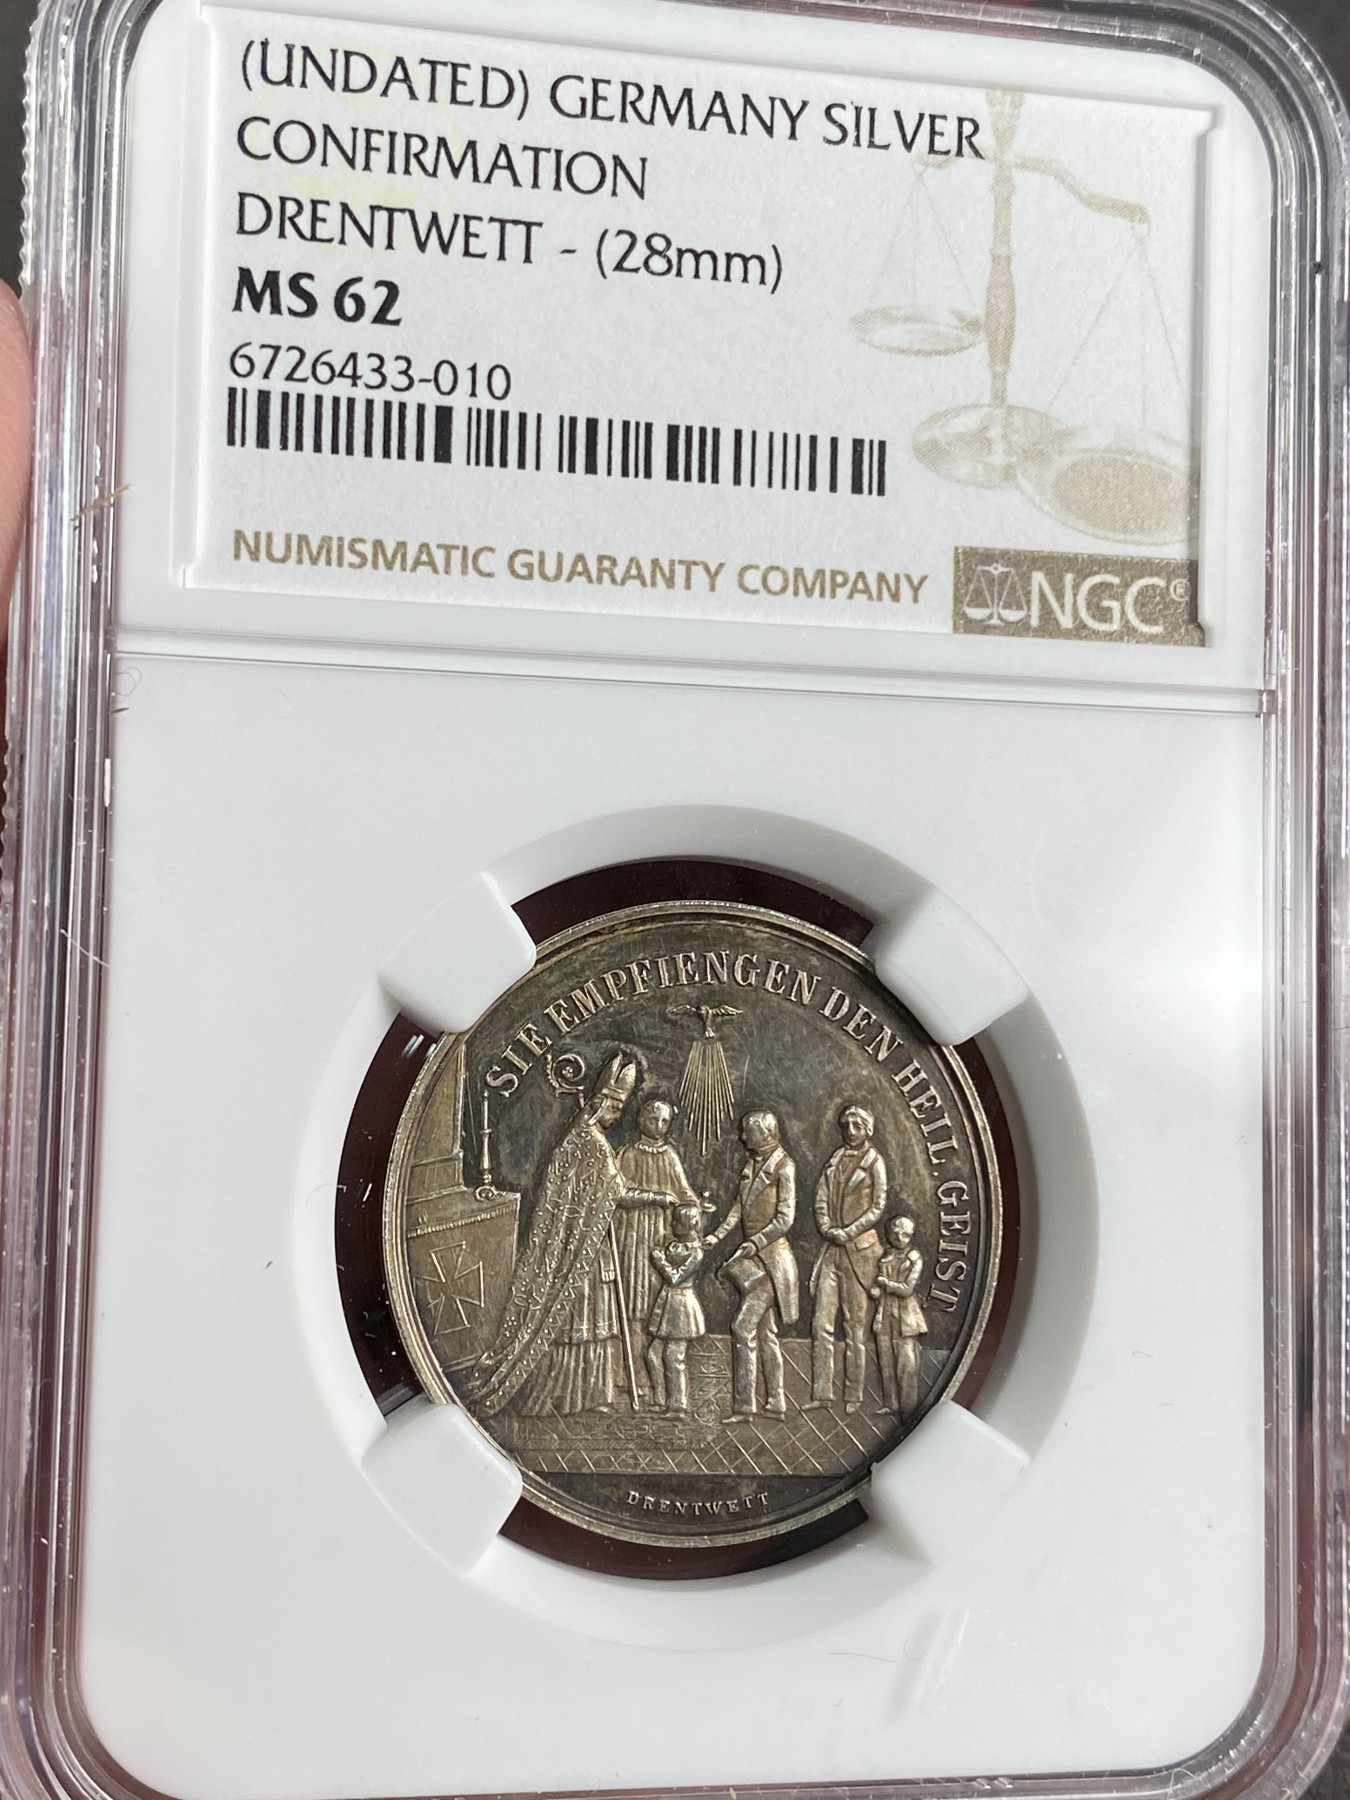 (UNDATED) GERMANY SILVER
CONFIRMATION
DRENTWETT - (28mm)
MS 62
6726433-010
NUMISMATIC GUARANTY COMPANY
NGC®
SIE EMPFIENGEN DEN HEIL. GEIST
DRENTWETT